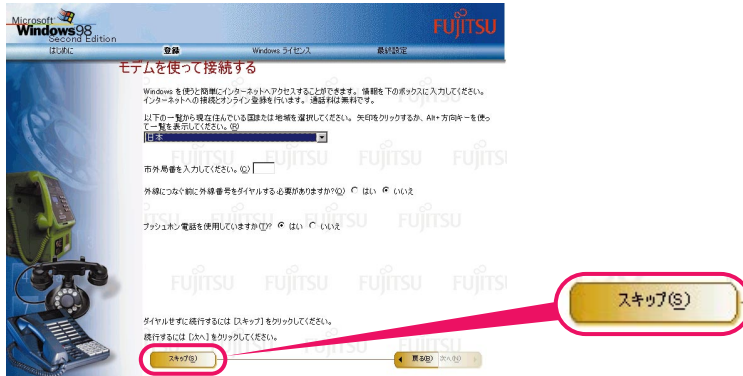 Microsoft
Windows98
Second Edition
FUJITSU
はじめに 登録 Windows ライセンス 最終設定
モデムを使って接続する
Windows を使うと簡単にインターネットへアクセスすることができます。 情報を下のボックスに入力してください。
インターネットへの接続とオンライン登録を行います。 通話料は無料です。
以下の一覧から現在住んでいる国または地域を選択してください。 矢印をクリックするか、Alt+方向キーを使っ
て一覧を表示してください。(R)
日本
市外局番を入力してください。(C)
外線につなぐ前に外線番号をダイヤルする必要がありますか?(O) はい いいえ
プッシュホン電話を使用していますか(T)? はい いいえ
ダイヤルせずに続行するには [スキップ] をクリックしてください。
続行するには [次へ] をクリックしてください。
スキップ(S) 戻る(B) 次へ(N)
スキップ(S)